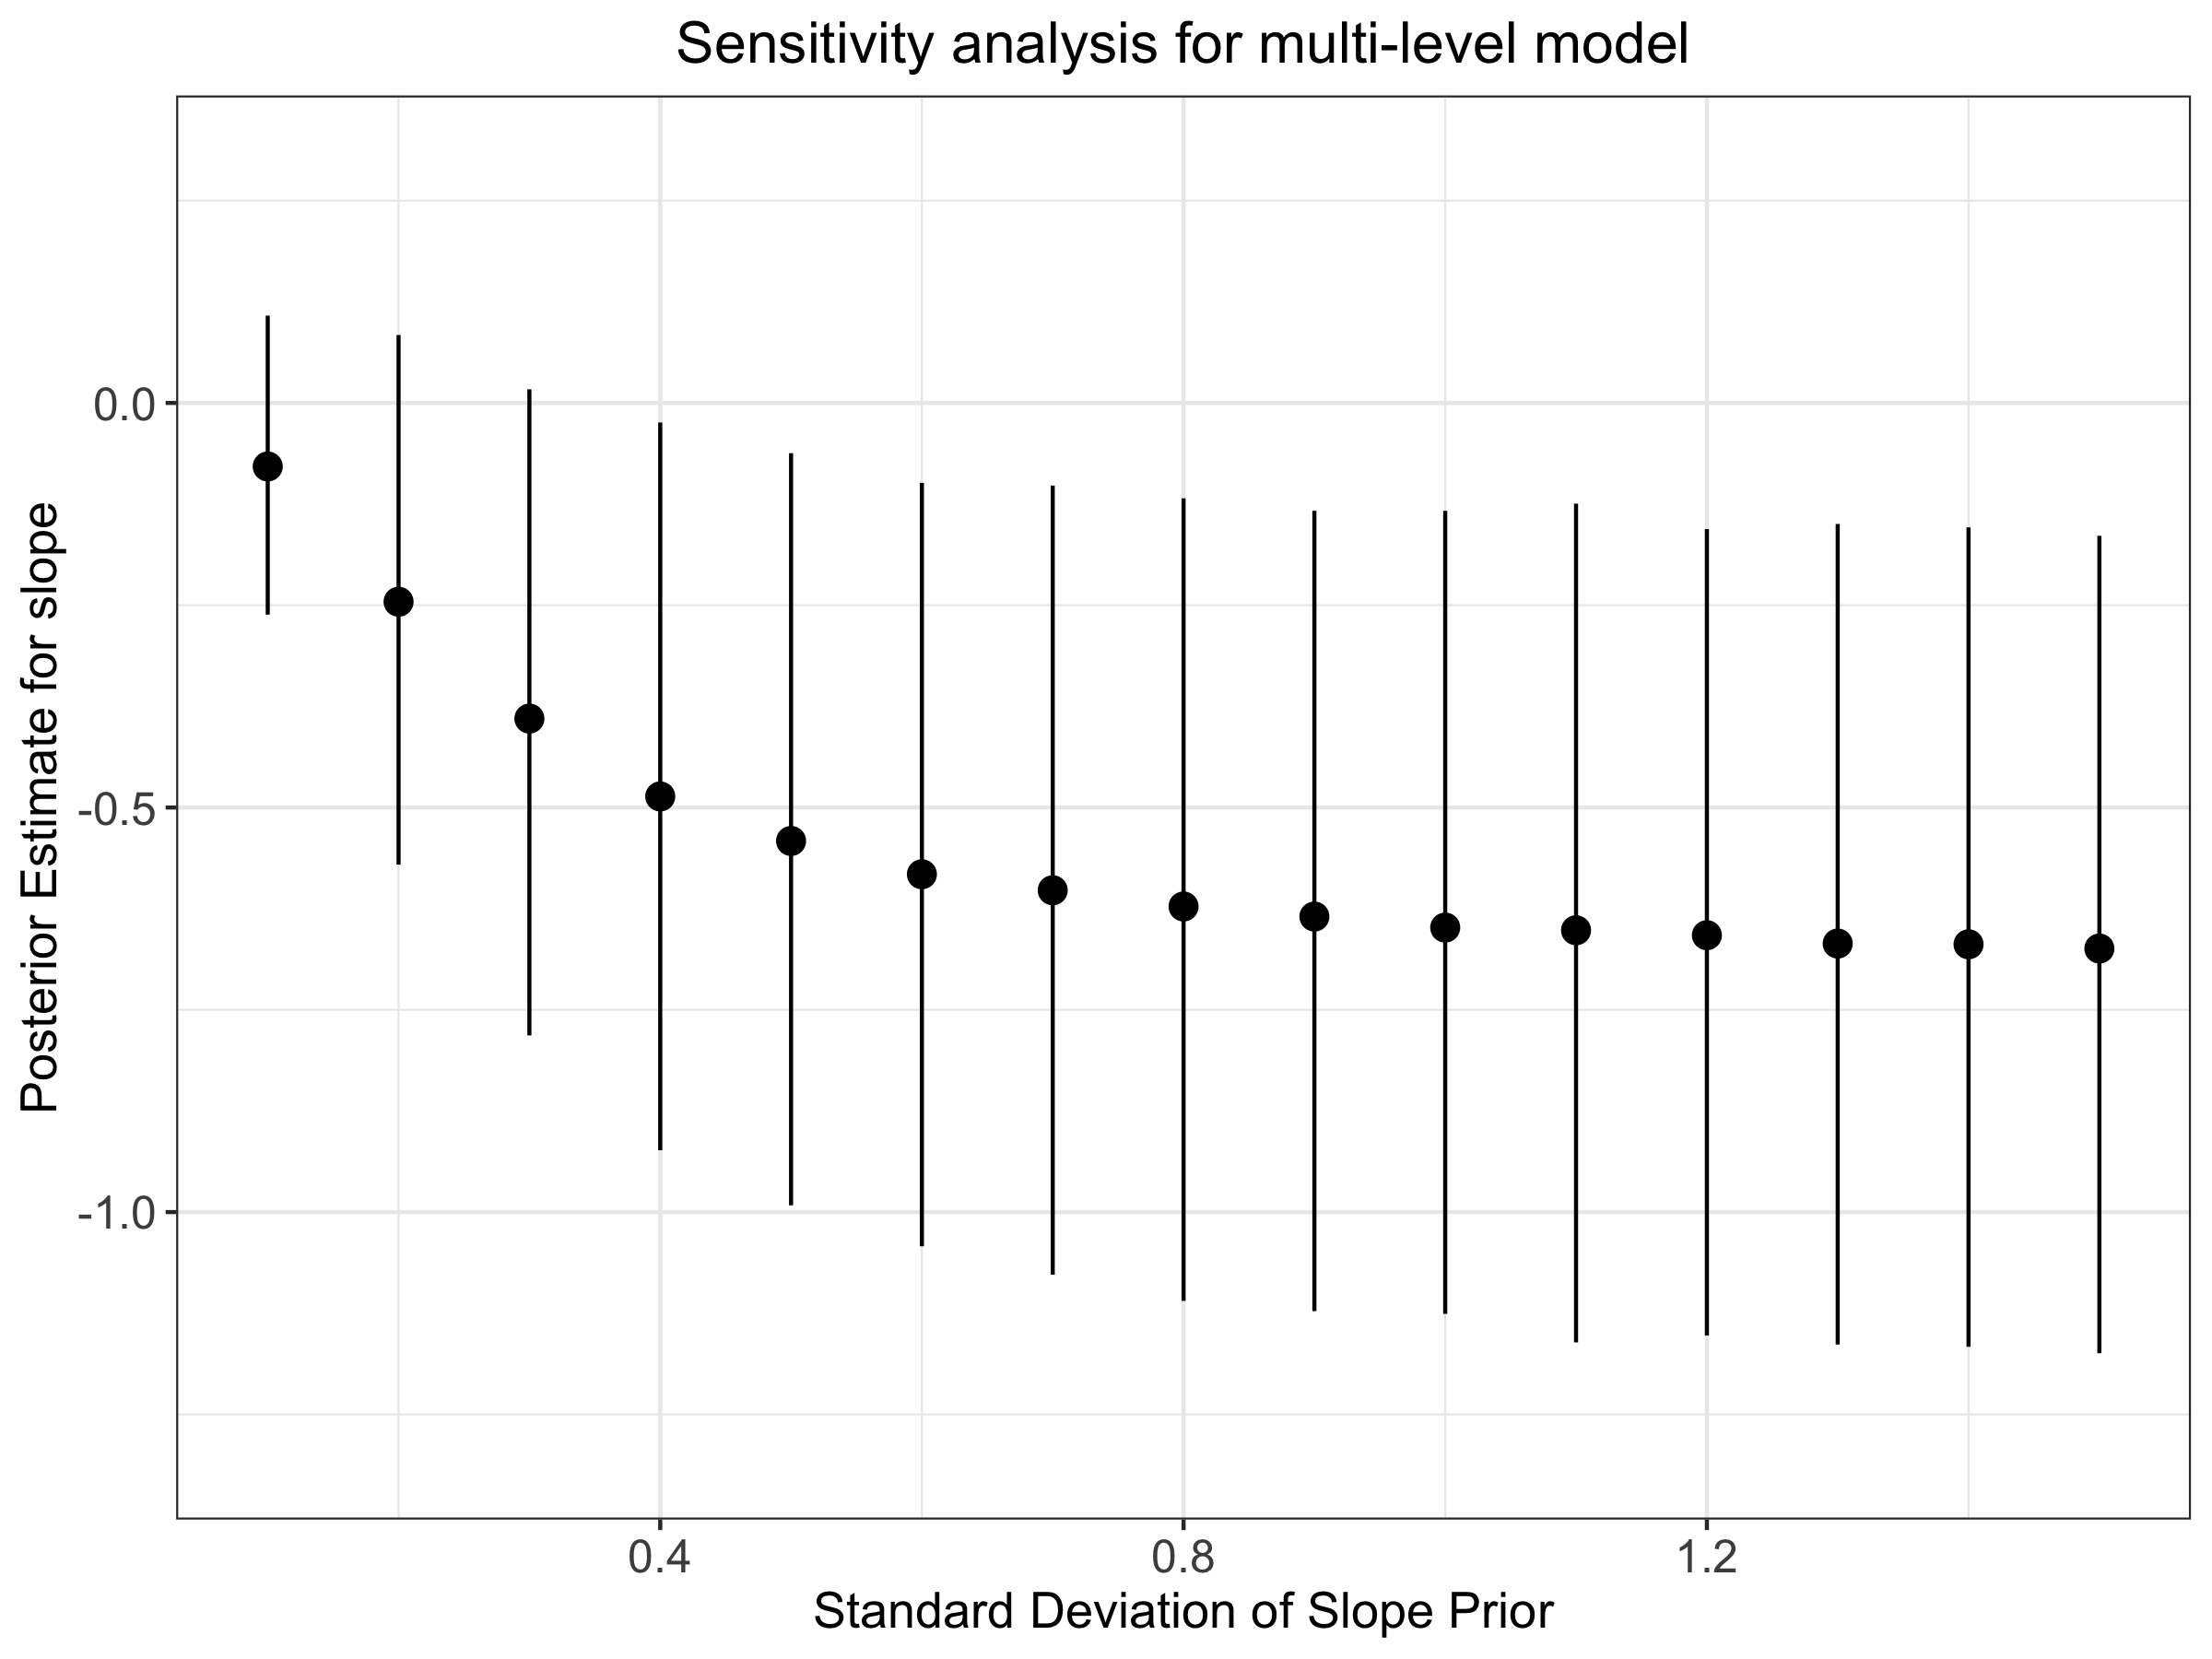 Sensitivity analysis for multi-level model
Posterior Estimate for slope
0.0
-0.5
-1.0
0.4
0.8
1.2
Standard Deviation of Slope Prior